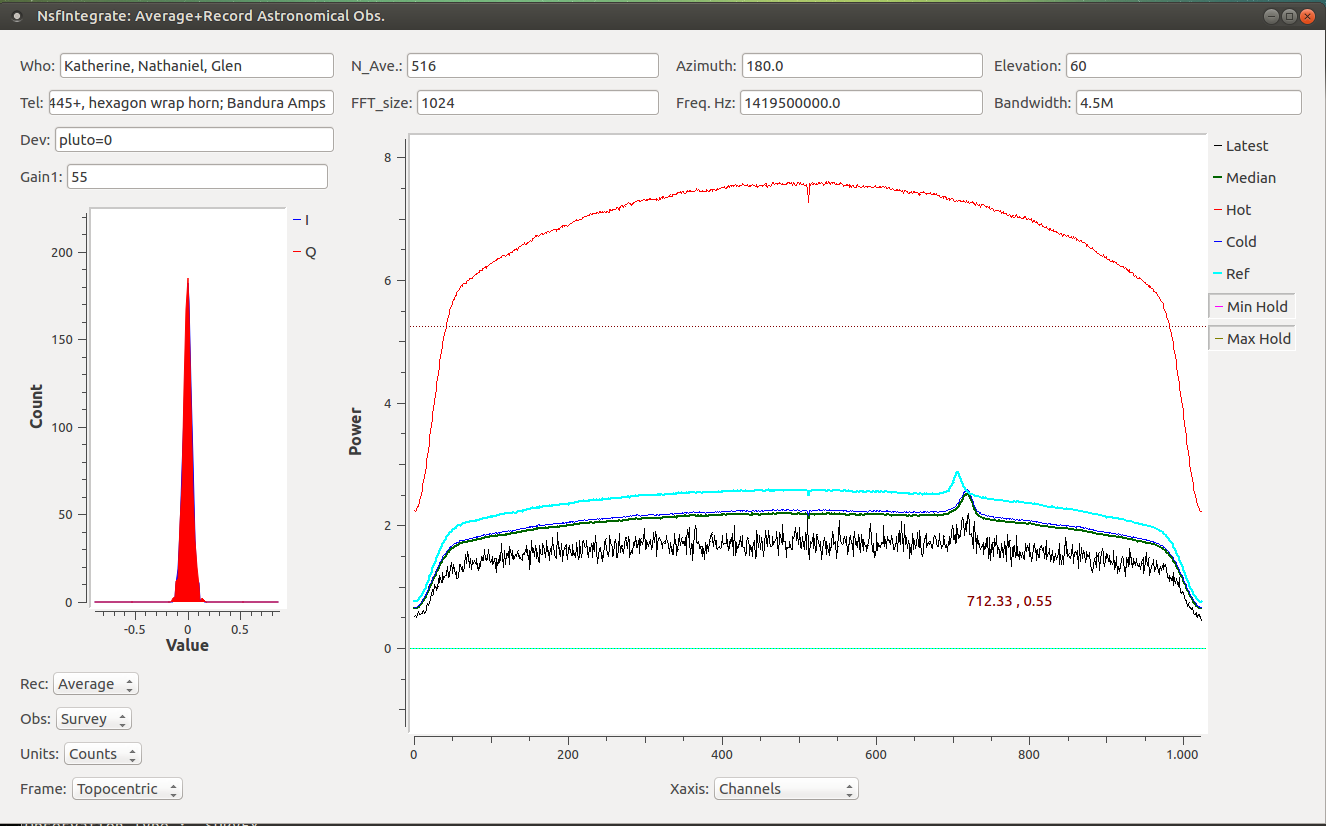 NsfIntegrate: Average+Record Astronomical Obs.
Who: Katherine, Nathaniel, Glen
N_Ave.: 516
Azimuth: 180.0
Elevation: 60
Tel: 445+, hexagon wrap horn; Bandura Amps
FFT_size: 1024
Freq. Hz: 1419500000.0
Bandwidth: 4.5M
Dev: pluto=0
Gain1: 55
I
Q
200
150
100
50
0
Count
-0.5 0 0.5
Value
8
6
4
2
0
Power
712.33 , 0.55
0 200 400 600 800 1.000
Latest
Median
Hot
Cold
Ref
Min Hold
Max Hold
Rec: Average
Obs: Survey
Units: Counts
Frame: Topocentric
Xaxis: Channels